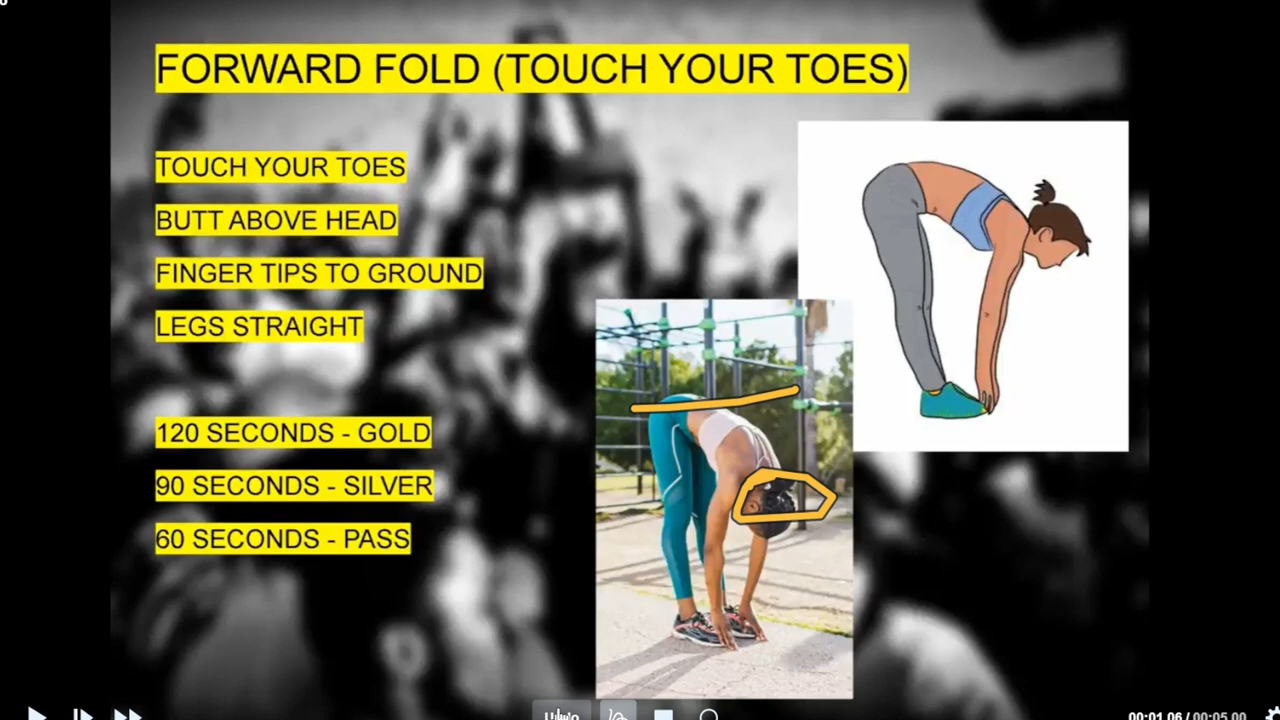 FORWARD FOLD (TOUCH YOUR TOES)
TOUCH YOUR TOES
BUTT ABOVE HEAD
FINGER TIPS TO GROUND
LEGS STRAIGHT
120 SECONDS - GOLD
90 SECONDS - SILVER
60 SECONDS - PASS
00:01.06 / 00:05.00